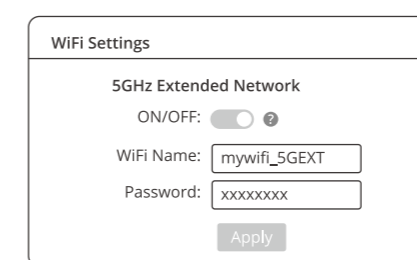 WiFi Settings
5GHz Extended Network
ON/OFF: ?
WiFi Name: mywifi_5GEXT
Password: xxxxxxxx
Apply